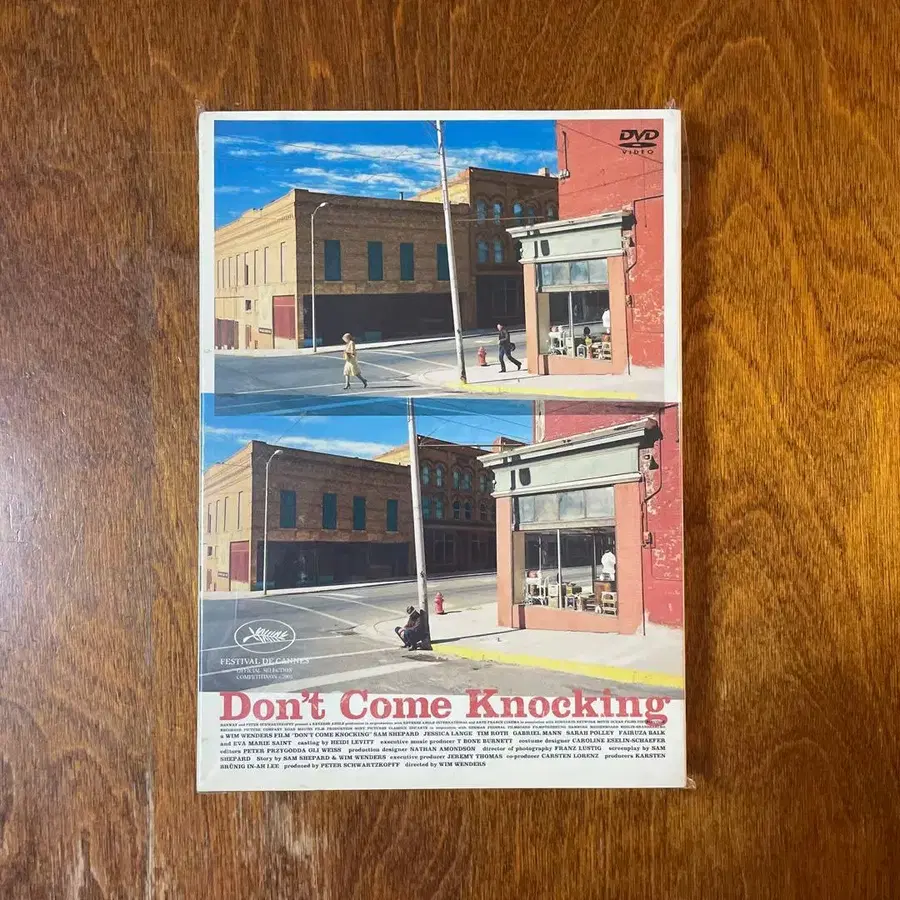 DVD
VIDEO
FESTIVAL DE CANNES
OFFICIAL SELECTION
COMPETITION
Don't Come Knocking
A WIM WENDERS FILM "DON'T COME KNOCKING" SAM SHEPARD JESSICA LANGE TIM ROTH GABRIEL MANN SARAH POLLEY FAIRUZA BALK
and EVA MARIE SAINT casting by HEIDI LEVITT executive music producer T BONE BURNETT costume designer CAROLINE ESELIN-SCHAEFER
editors PETER PRZYGODDA OLI WEISS production designer NATHAN AMONDSON director of photography FRANZ LUSTIG screenplay by SAM
SHEPARD Story by SAM SHEPARD & WIM WENDERS executive producer JEREMY THOMAS co-producer CARSTEN LORENZ producers KARSTEN
BRÜNIG IN-AH LEE produced by PETER SCHWARTZKOPFF directed by WIM WENDERS